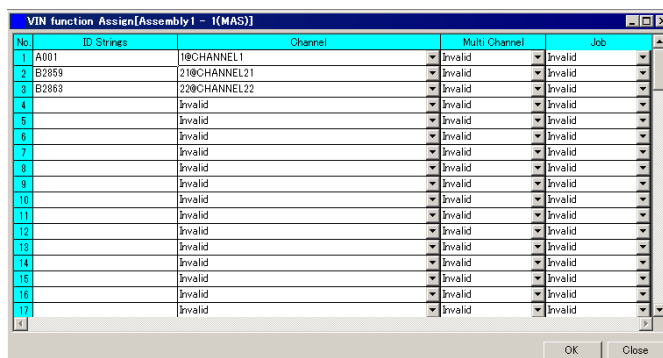 VIN function Assign[Assembly1 - 1(MAS)]
No. ID Strings Channel Multi Channel Job
1 A001 1@CHANNEL1 Invalid Invalid
2 B2859 21@CHANNEL21 Invalid Invalid
3 B2863 22@CHANNEL22 Invalid Invalid
4 Invalid Invalid Invalid
5 Invalid Invalid Invalid
6 Invalid Invalid Invalid
7 Invalid Invalid Invalid
8 Invalid Invalid Invalid
9 Invalid Invalid Invalid
10 Invalid Invalid Invalid
11 Invalid Invalid Invalid
12 Invalid Invalid Invalid
13 Invalid Invalid Invalid
14 Invalid Invalid Invalid
15 Invalid Invalid Invalid
16 Invalid Invalid Invalid
17 Invalid Invalid Invalid
OK Close